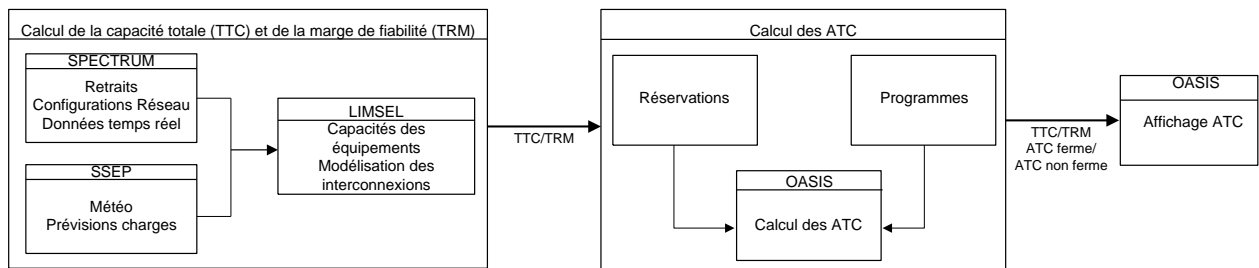 Calcul de la capacité totale (TTC) et de la marge de fiabilité (TRM)
SPECTRUM
Retraits
Configurations Réseau
Données temps réel
SSEP
Météo
Prévisions charges
LIMSEL
Capacités des
équipements
Modélisation des
interconnexions
TTC/TRM
Calcul des ATC
Réservations
Programmes
OASIS
Calcul des ATC
TTC/TRM
ATC ferme/
ATC non ferme
OASIS
Affichage ATC